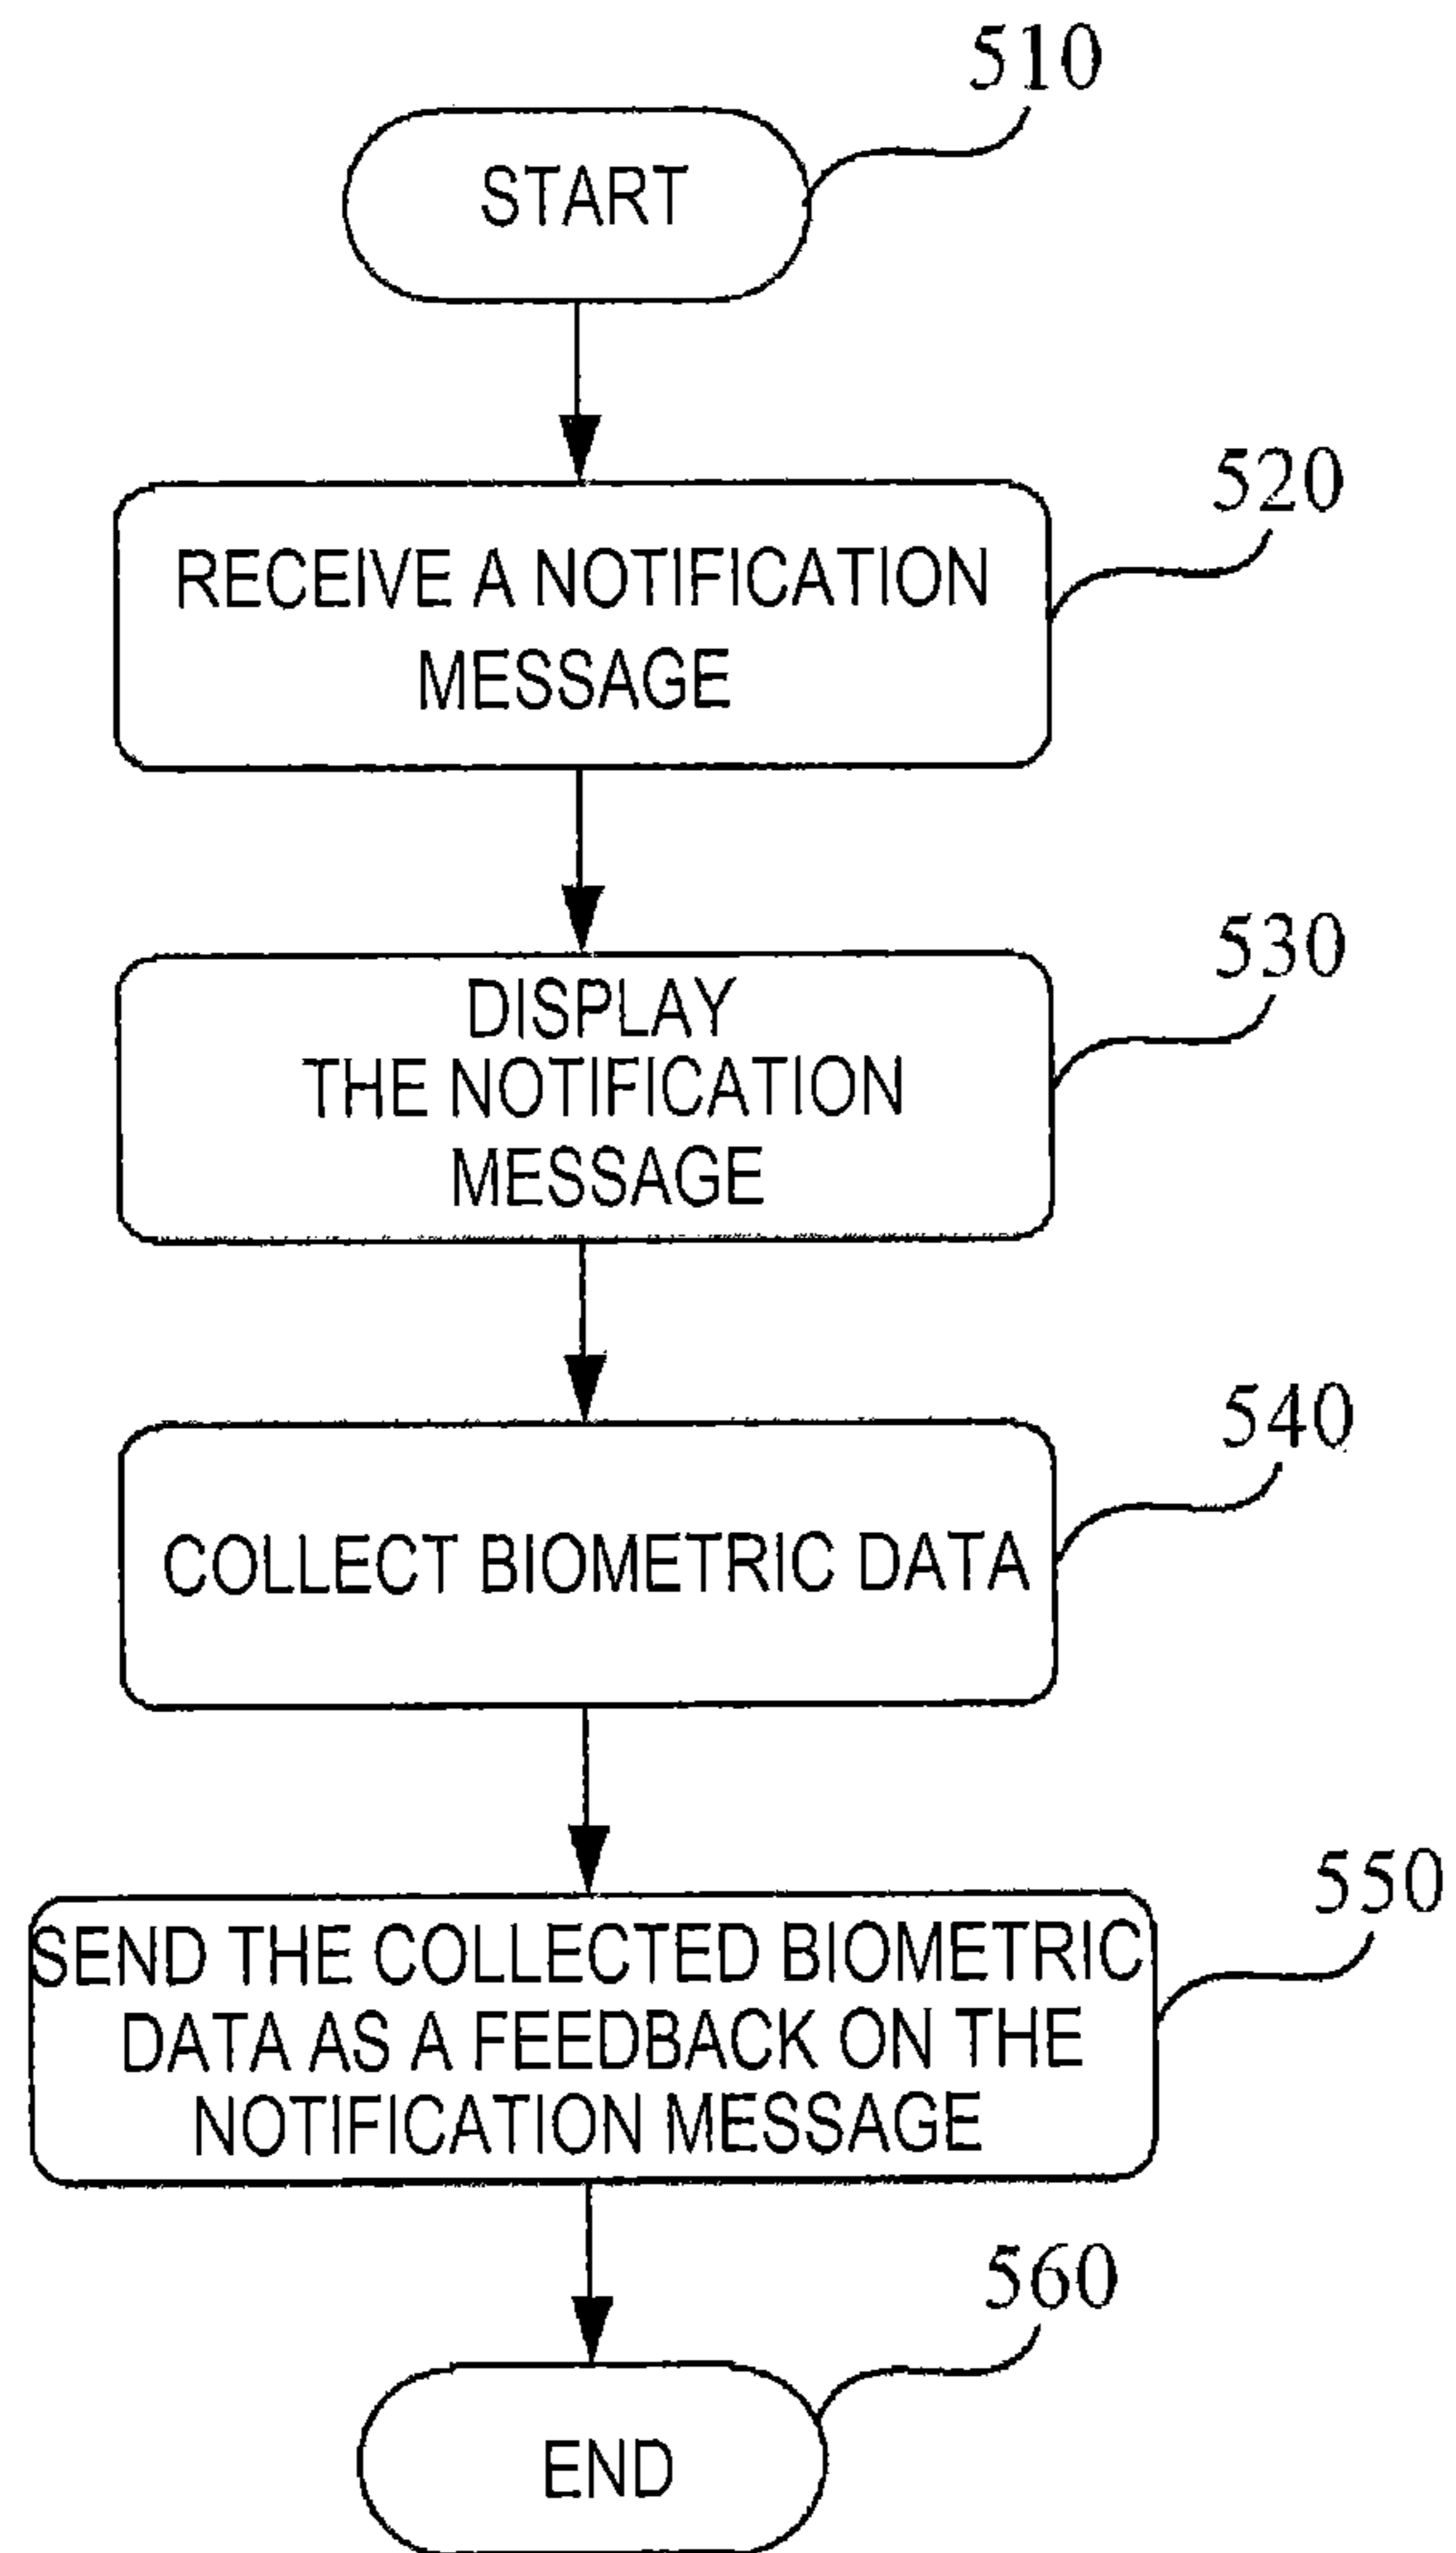 510
START
520
RECEIVE A NOTIFICATION
MESSAGE
530
DISPLAY
THE NOTIFICATION
MESSAGE
540
COLLECT BIOMETRIC DATA
550
SEND THE COLLECTED BIOMETRIC
DATA AS A FEEDBACK ON THE
NOTIFICATION MESSAGE
560
END